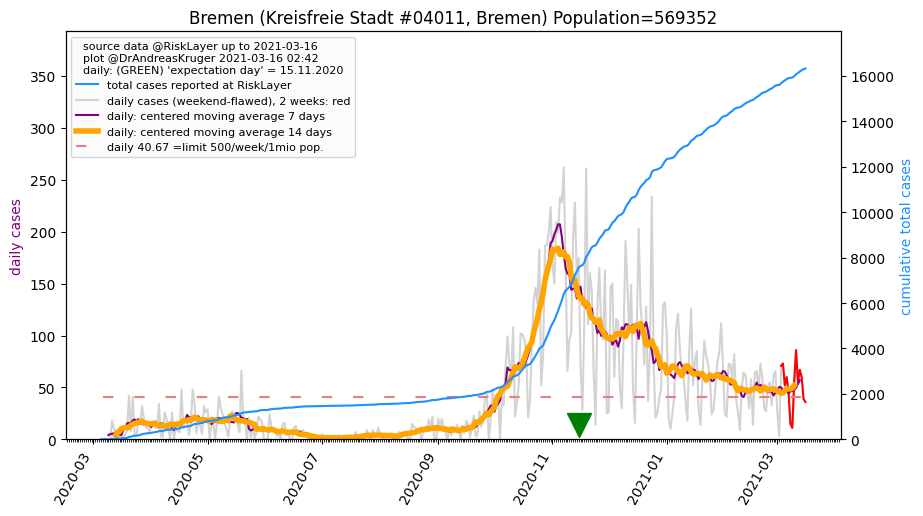 Bremen (Kreisfreie Stadt #04011, Bremen) Population=569352
source data @RiskLayer up to 2021-03-16
plot @DrAndreasKruger 2021-03-16 02:42
daily: (GREEN) 'expectation day' = 15.11.2020
total cases reported at RiskLayer
daily cases (weekend-flawed), 2 weeks: red
daily: centered moving average 7 days
daily: centered moving average 14 days
daily 40.67 =limit 500/week/1mio pop.
daily cases
350
300
250
200
150
100
50
0
16000
14000
12000
10000
8000
6000
4000
2000
0
cumulative total cases
2020-03
2020-05
2020-07
2020-09
2020-11
2021-01
2021-03